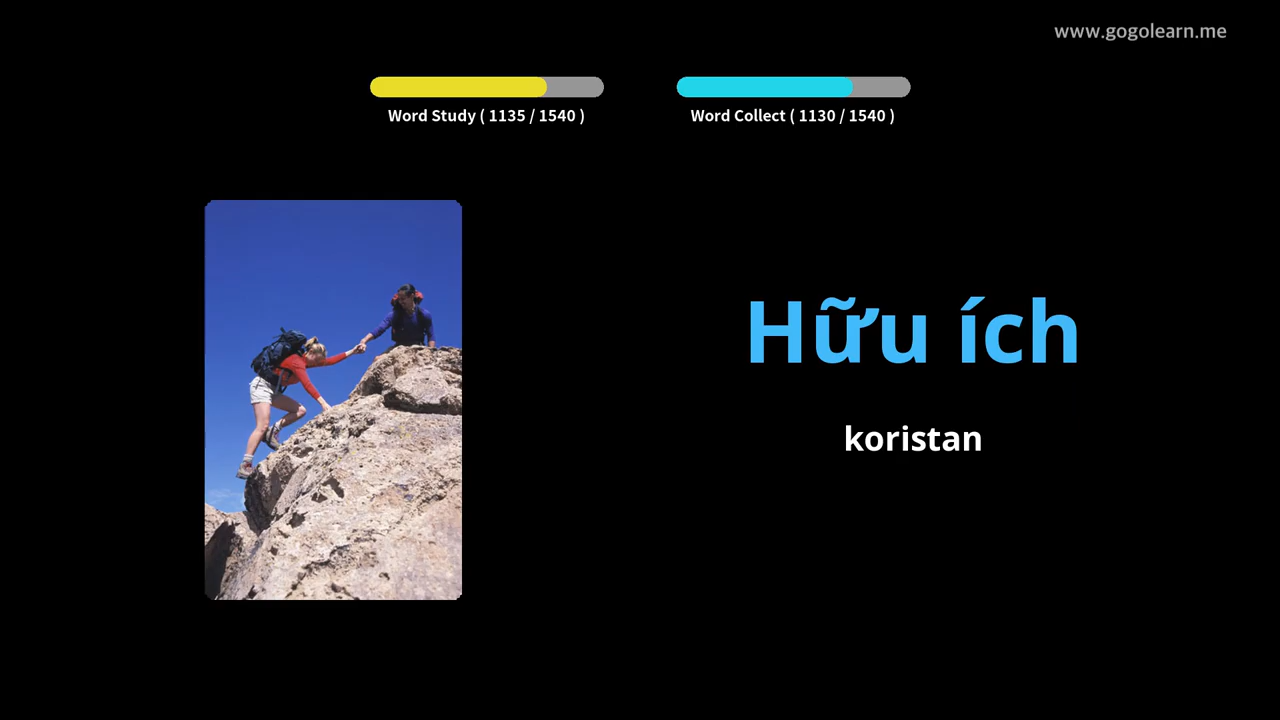 www.gogolearn.me
Word Study ( 1135 / 1540 )
Word Collect ( 1130 / 1540 )
Hữu ích
koristan